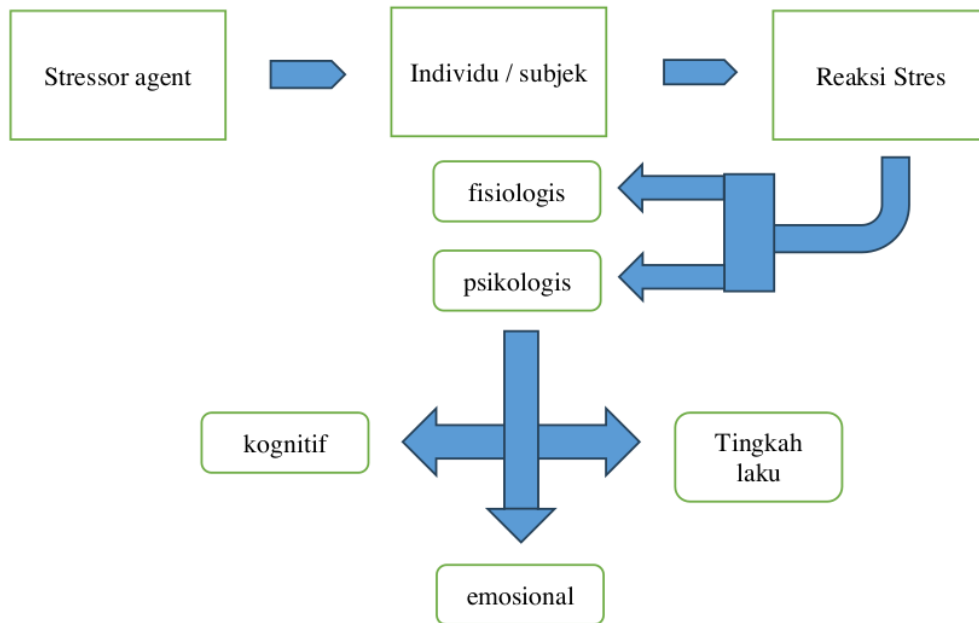 Stressor agent
Individu / subjek
Reaksi Stres
fisiologis
psikologis
kognitif
Tingkah
laku
emosional